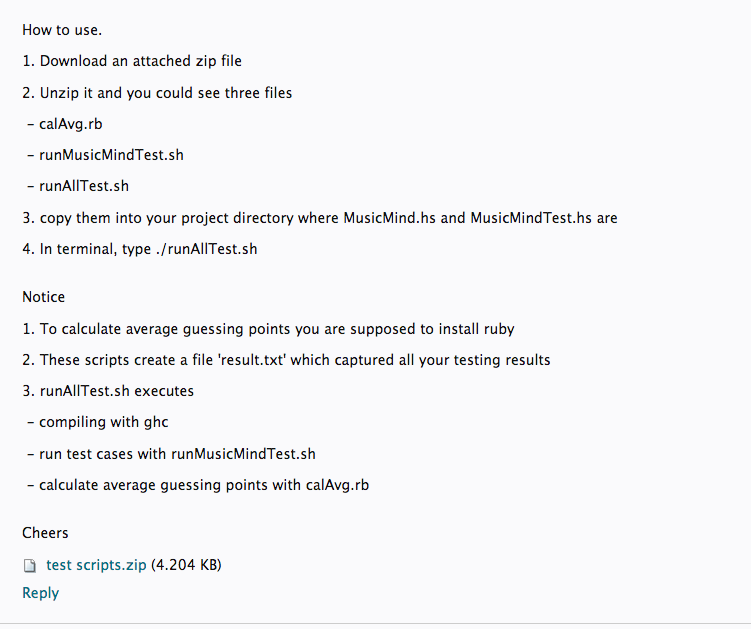 How to use.
1. Download an attached zip file
2. Unzip it and you could see three files
– calAvg.rb
– runMusicMindTest.sh
– runAllTest.sh
3. copy them into your project directory where MusicMind.hs and MusicMindTest.hs are
4. In terminal, type ./runAllTest.sh
Notice
1. To calculate average guessing points you are supposed to install ruby
2. These scripts create a file 'result.txt' which captured all your testing results
3. runAllTest.sh executes
– compiling with ghc
– run test cases with runMusicMindTest.sh
– calculate average guessing points with calAvg.rb
Cheers
test scripts.zip (4.204 KB)
Reply